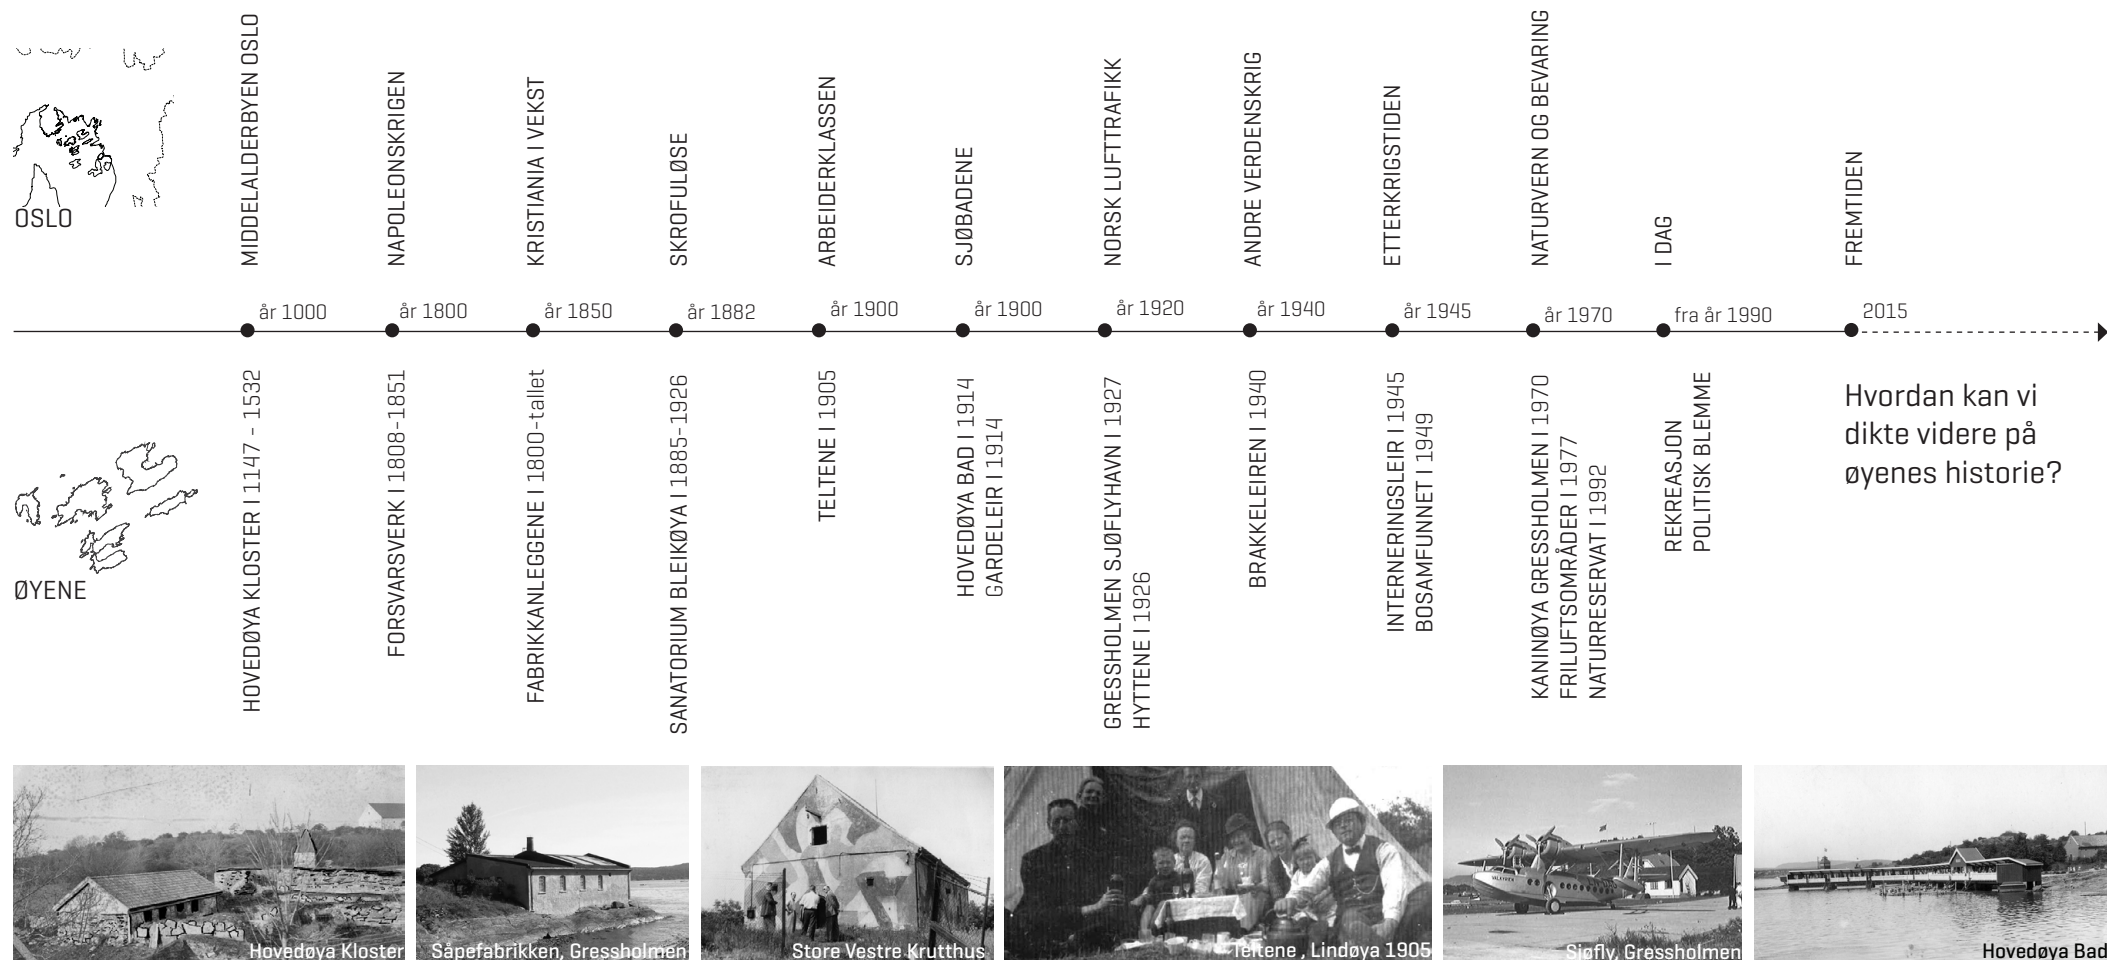 OSLO
MIDDELALDERBYEN OSLO
NAPOLEONSKRIGEN
KRISTIANIA I VEKST
SKROFULØSE
ARBEIDERKLASSEN
SJØBADENE
NORSK LUFTTRAFIKK
ANDRE VERDENSKRIG
ETTERKRIGSTIDEN
NATURVERN OG BEVARING
I DAG
FREMTIDEN
år 1000
år 1800
år 1850
år 1882
år 1900
år 1900
år 1920
år 1940
år 1945
år 1970
fra år 1990
2015
ØYENE
HOVEDØYA KLOSTER I 1147 - 1532
FORSVARSVERK I 1808-1851
FABRIKKANLEGGENE I 1800-tallet
SANATORIUM BLEIKØYA I 1885-1926
TELTENE I 1905
HOVEDØYA BAD I 1914
GARDELEIR I 1914
GRESSHOLMEN SJØFLYHAVN I 1927
HYTTENE I 1926
BRAKKELEIREN I 1940
INTERNERINGSLEIR I 1945
BOSAMFUNNET I 1949
KANINØYA GRESSHOLMEN I 1970
FRILUFTSOMRÅDER I 1977
NATURRESERVAT I 1992
REKREASJON
POLITISK BLEMME
Hvordan kan vi
dikte videre på
øyenes historie?
Hovedøya Kloster
Såpefabrikken, Gressholmen
Store Vestre Krutthus
Teltene , Lindøya 1905
VALKYRIEN
Sjøfly, Gressholmen
Hovedøya Bad